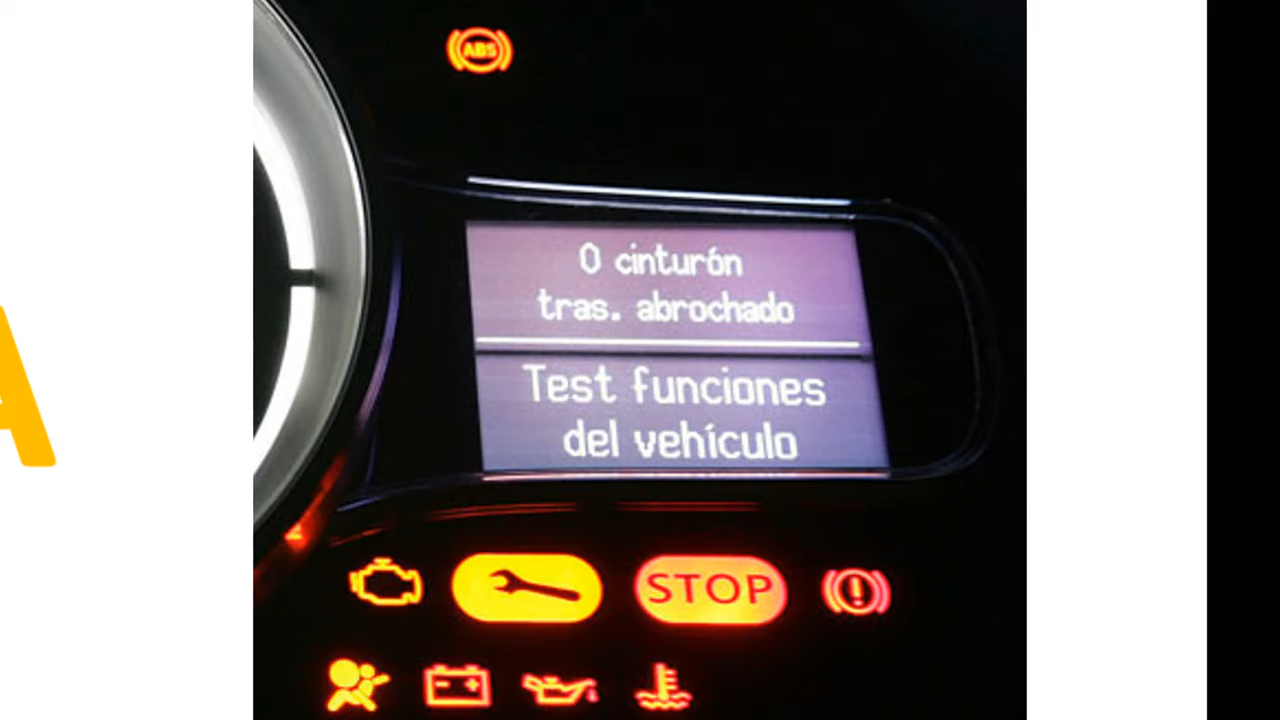 A
ABS
0 cinturón
tras. abrochado
Test funciones
del vehículo
STOP